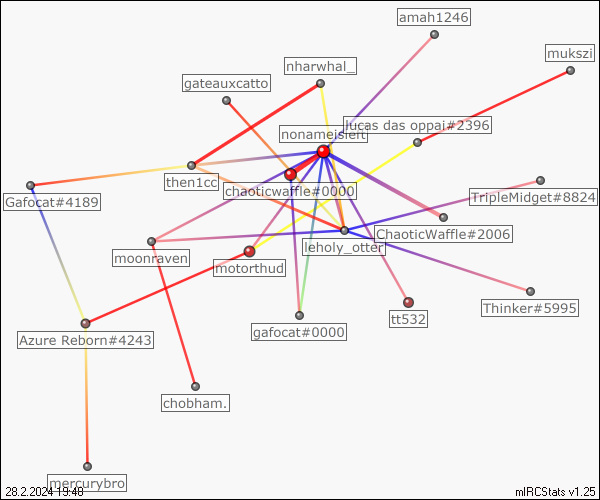 amah1246
mukszi
nharwhal_
gateauxcatto
lucas das oppai#2396
nonameisleft
then1cc
chaoticwaffle#0000
Gafocat#4189
TripleMidget#8824
ChaoticWaffle#2006
leholy_otter
moonraven
motorthud
Thinker#5995
tt532
gafocat#0000
Azure Reborn#4243
chobham.
mercurybro
28.2.2024 19:48
mIRCStats v1.25